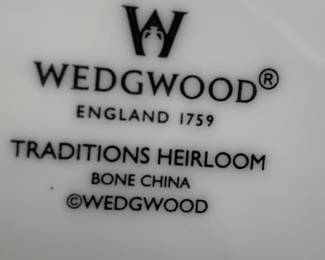 W
WEDGWOOD®
ENGLAND 1759
TRADITIONS HEIRLOOM
BONE CHINA
©WEDGWOOD